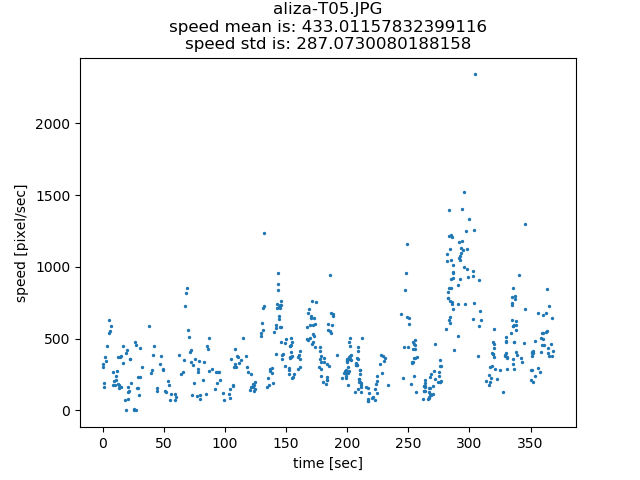 aliza-T05.JPG
speed mean is: 433.01157832399116
speed std is: 287.0730080188158
2000
1500
1000
500
0
speed [pixel/sec]
0 50 100 150 200 250 300 350
time [sec]